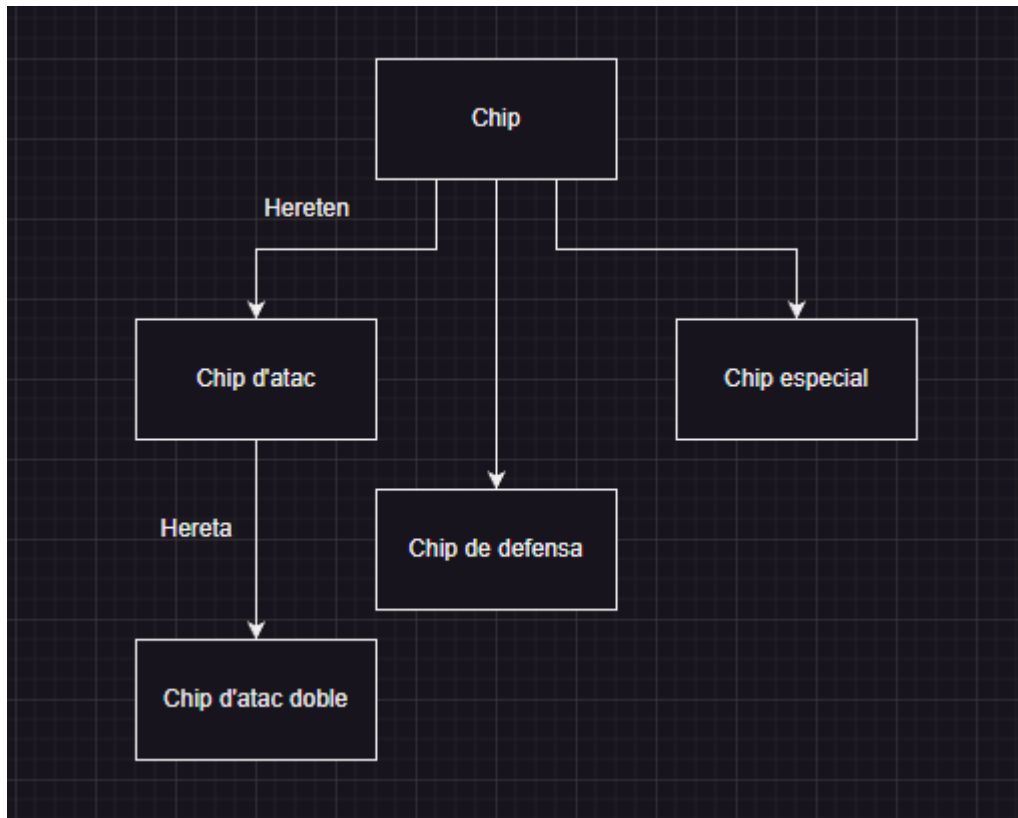 Chip
Hereten
Chip d'atac
Chip especial
Hereta
Chip de defensa
Chip d'atac doble